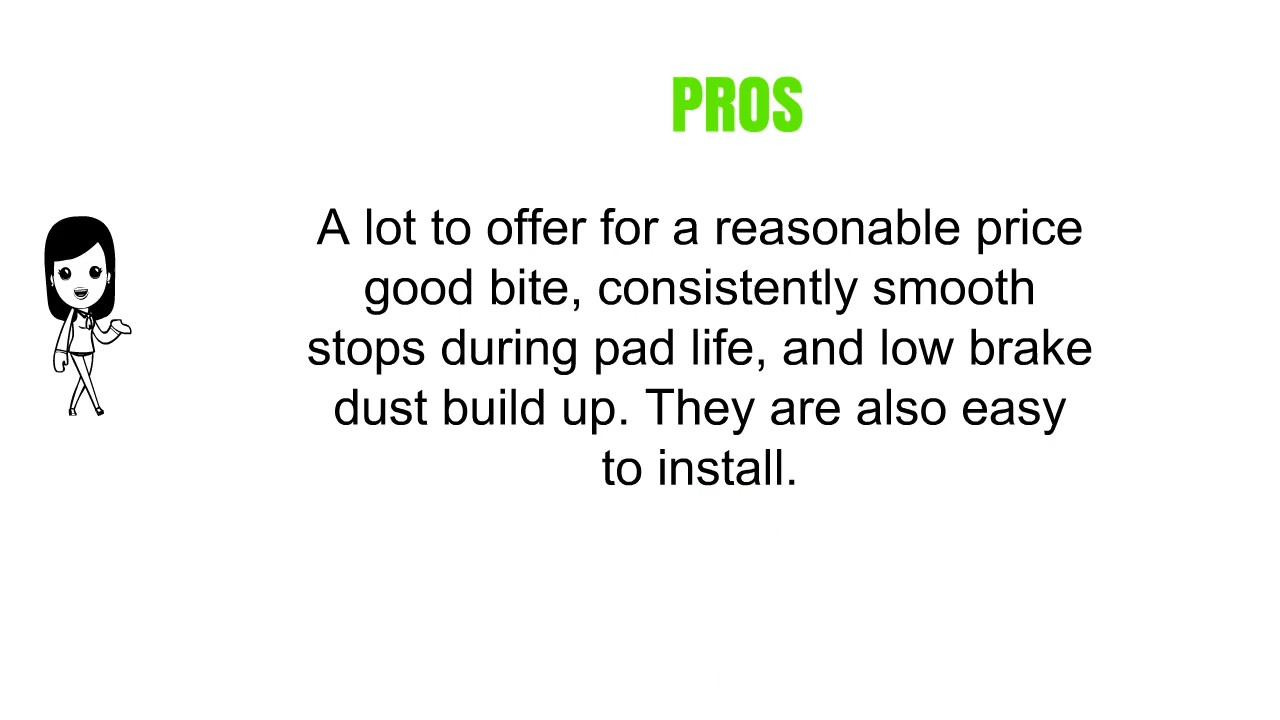 PROS
A lot to offer for a reasonable price
good bite, consistently smooth
stops during pad life, and low brake
dust build up. They are also easy
to install.